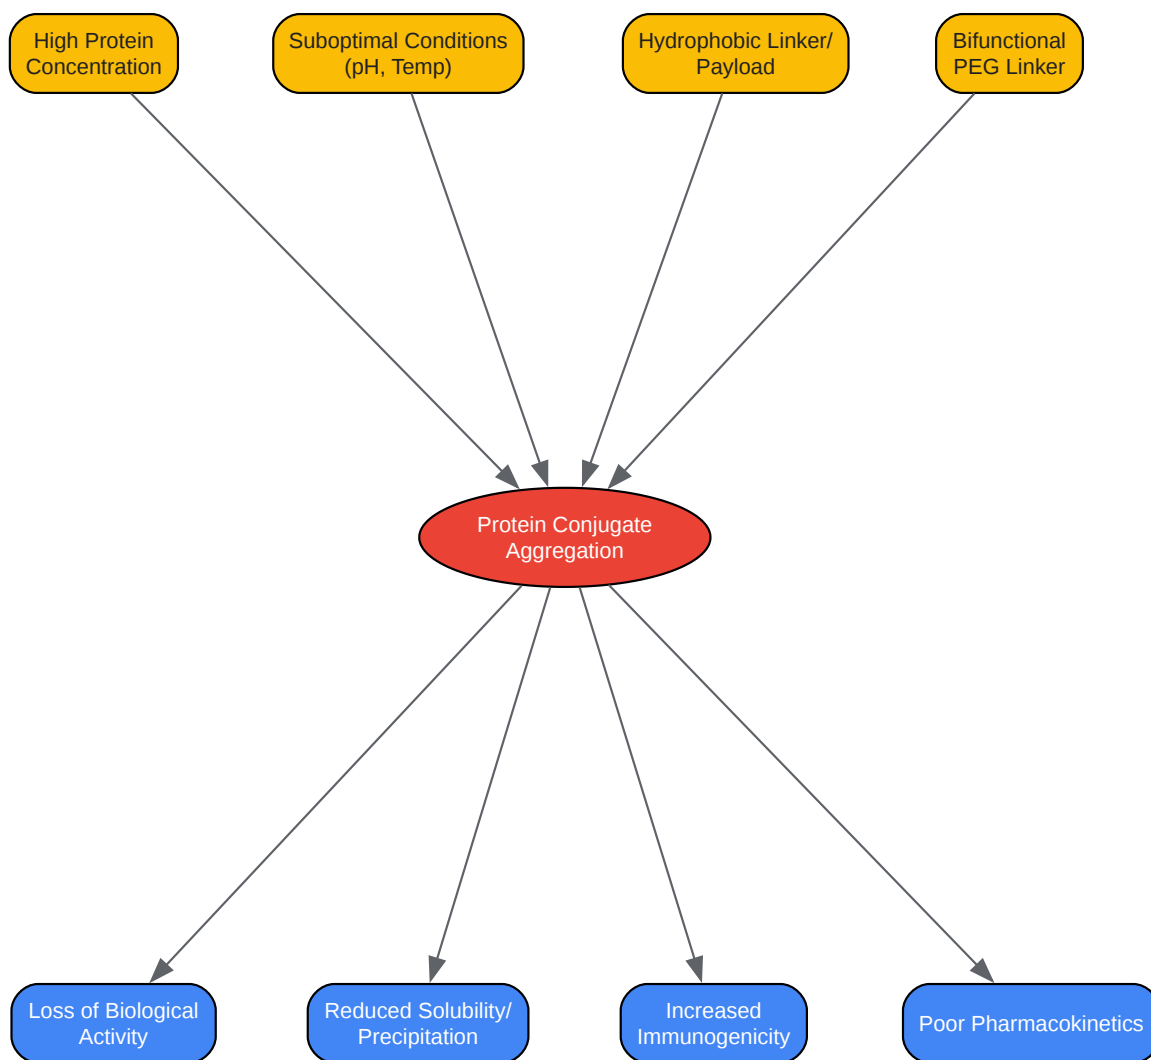 High Protein
Concentration
Suboptimal Conditions
(pH, Temp)
Hydrophobic Linker/
Payload
Bifunctional
PEG Linker
Protein Conjugate
Aggregation
Loss of Biological
Activity
Reduced Solubility/
Precipitation
Increased
Immunogenicity
Poor Pharmacokinetics